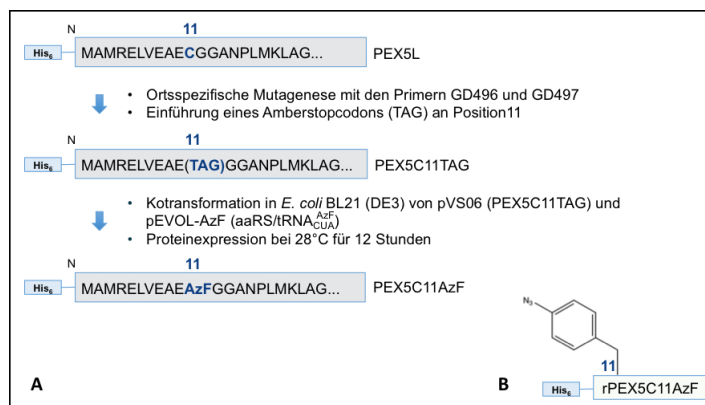 N 11
His₆ MAMRELVEAECGGANPLMKLAG... PEX5L
• Ortsspezifische Mutagenese mit den Primern GD496 und GD497
• Einführung eines Amberstopcodons (TAG) an Position11
N 11
His₆ MAMRELVEAE(TAG)GGANPLMKLAG... PEX5C11TAG
• Kotransformation in E. coli BL21 (DE3) von pVS06 (PEX5C11TAG) und
pEVOL-AzF (aaRS/tRNA AzF CUA)
• Proteinexpression bei 28°C für 12 Stunden
N 11
His₆ MAMRELVEAEAzFGGANPLMKLAG... PEX5C11AzF
N₃
11
His₆ rPEX5C11AzF
A B